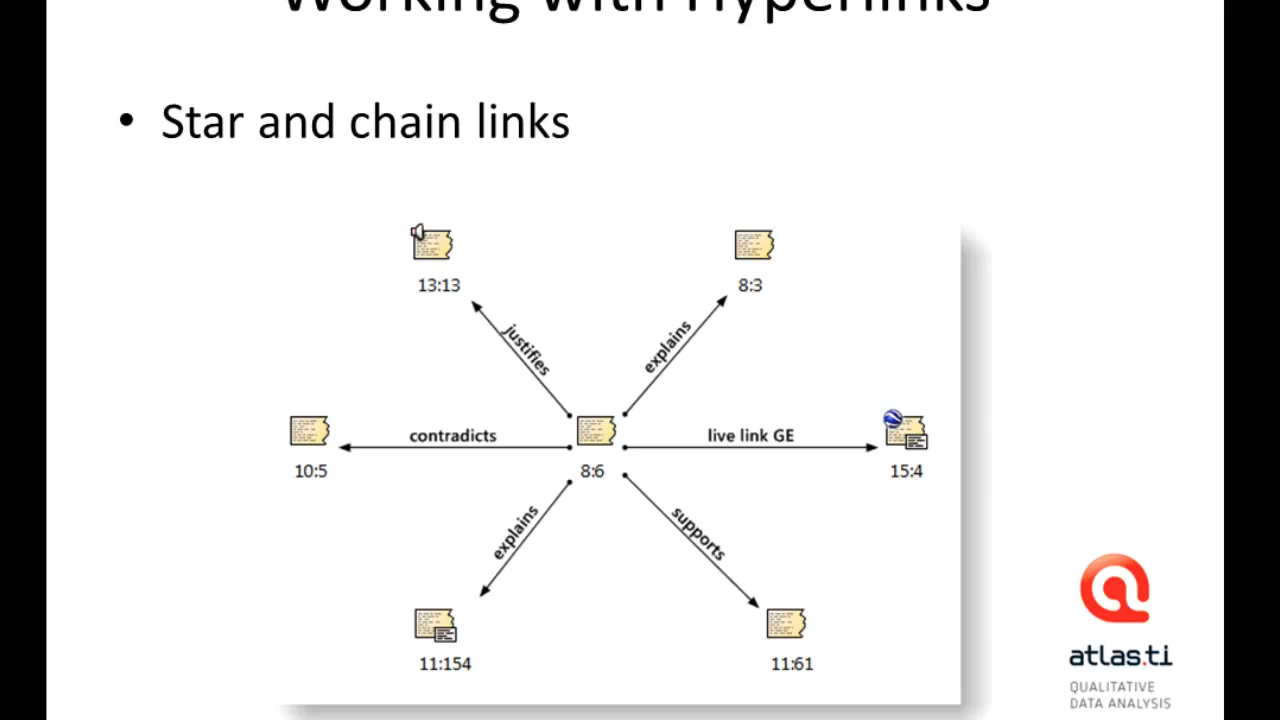 Working with Hyperlinks
• Star and chain links
13:13
8:3
justifies
explains
contradicts
live link GE
10:5
8:6
15:4
explains
supports
11:154
11:61
atlas.ti
QUALITATIVE
DATA ANALYSIS